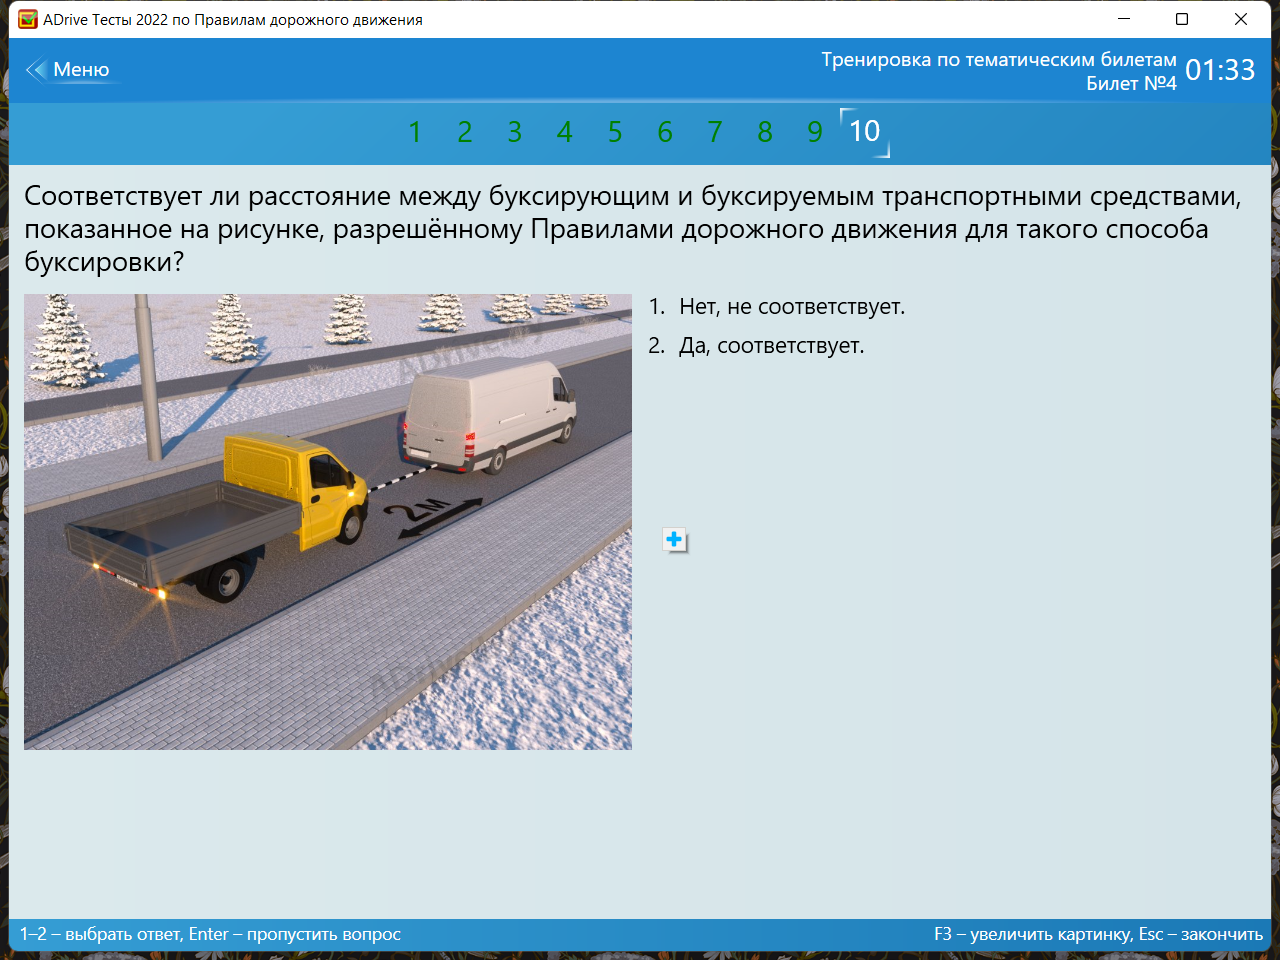 ADrive Тесты 2022 по Правилам дорожного движения
Меню
Тренировка по тематическим билетам
Билет №4
01:33
1 2 3 4 5 6 7 8 9 10
Соответствует ли расстояние между буксирующим и буксируемым транспортными средствами,
показанное на рисунке, разрешённому Правилами дорожного движения для такого способа
буксировки?
1. Нет, не соответствует.
2. Да, соответствует.
2М
1–2 – выбрать ответ, Enter – пропустить вопрос
F3 – увеличить картинку, Esc – закончить